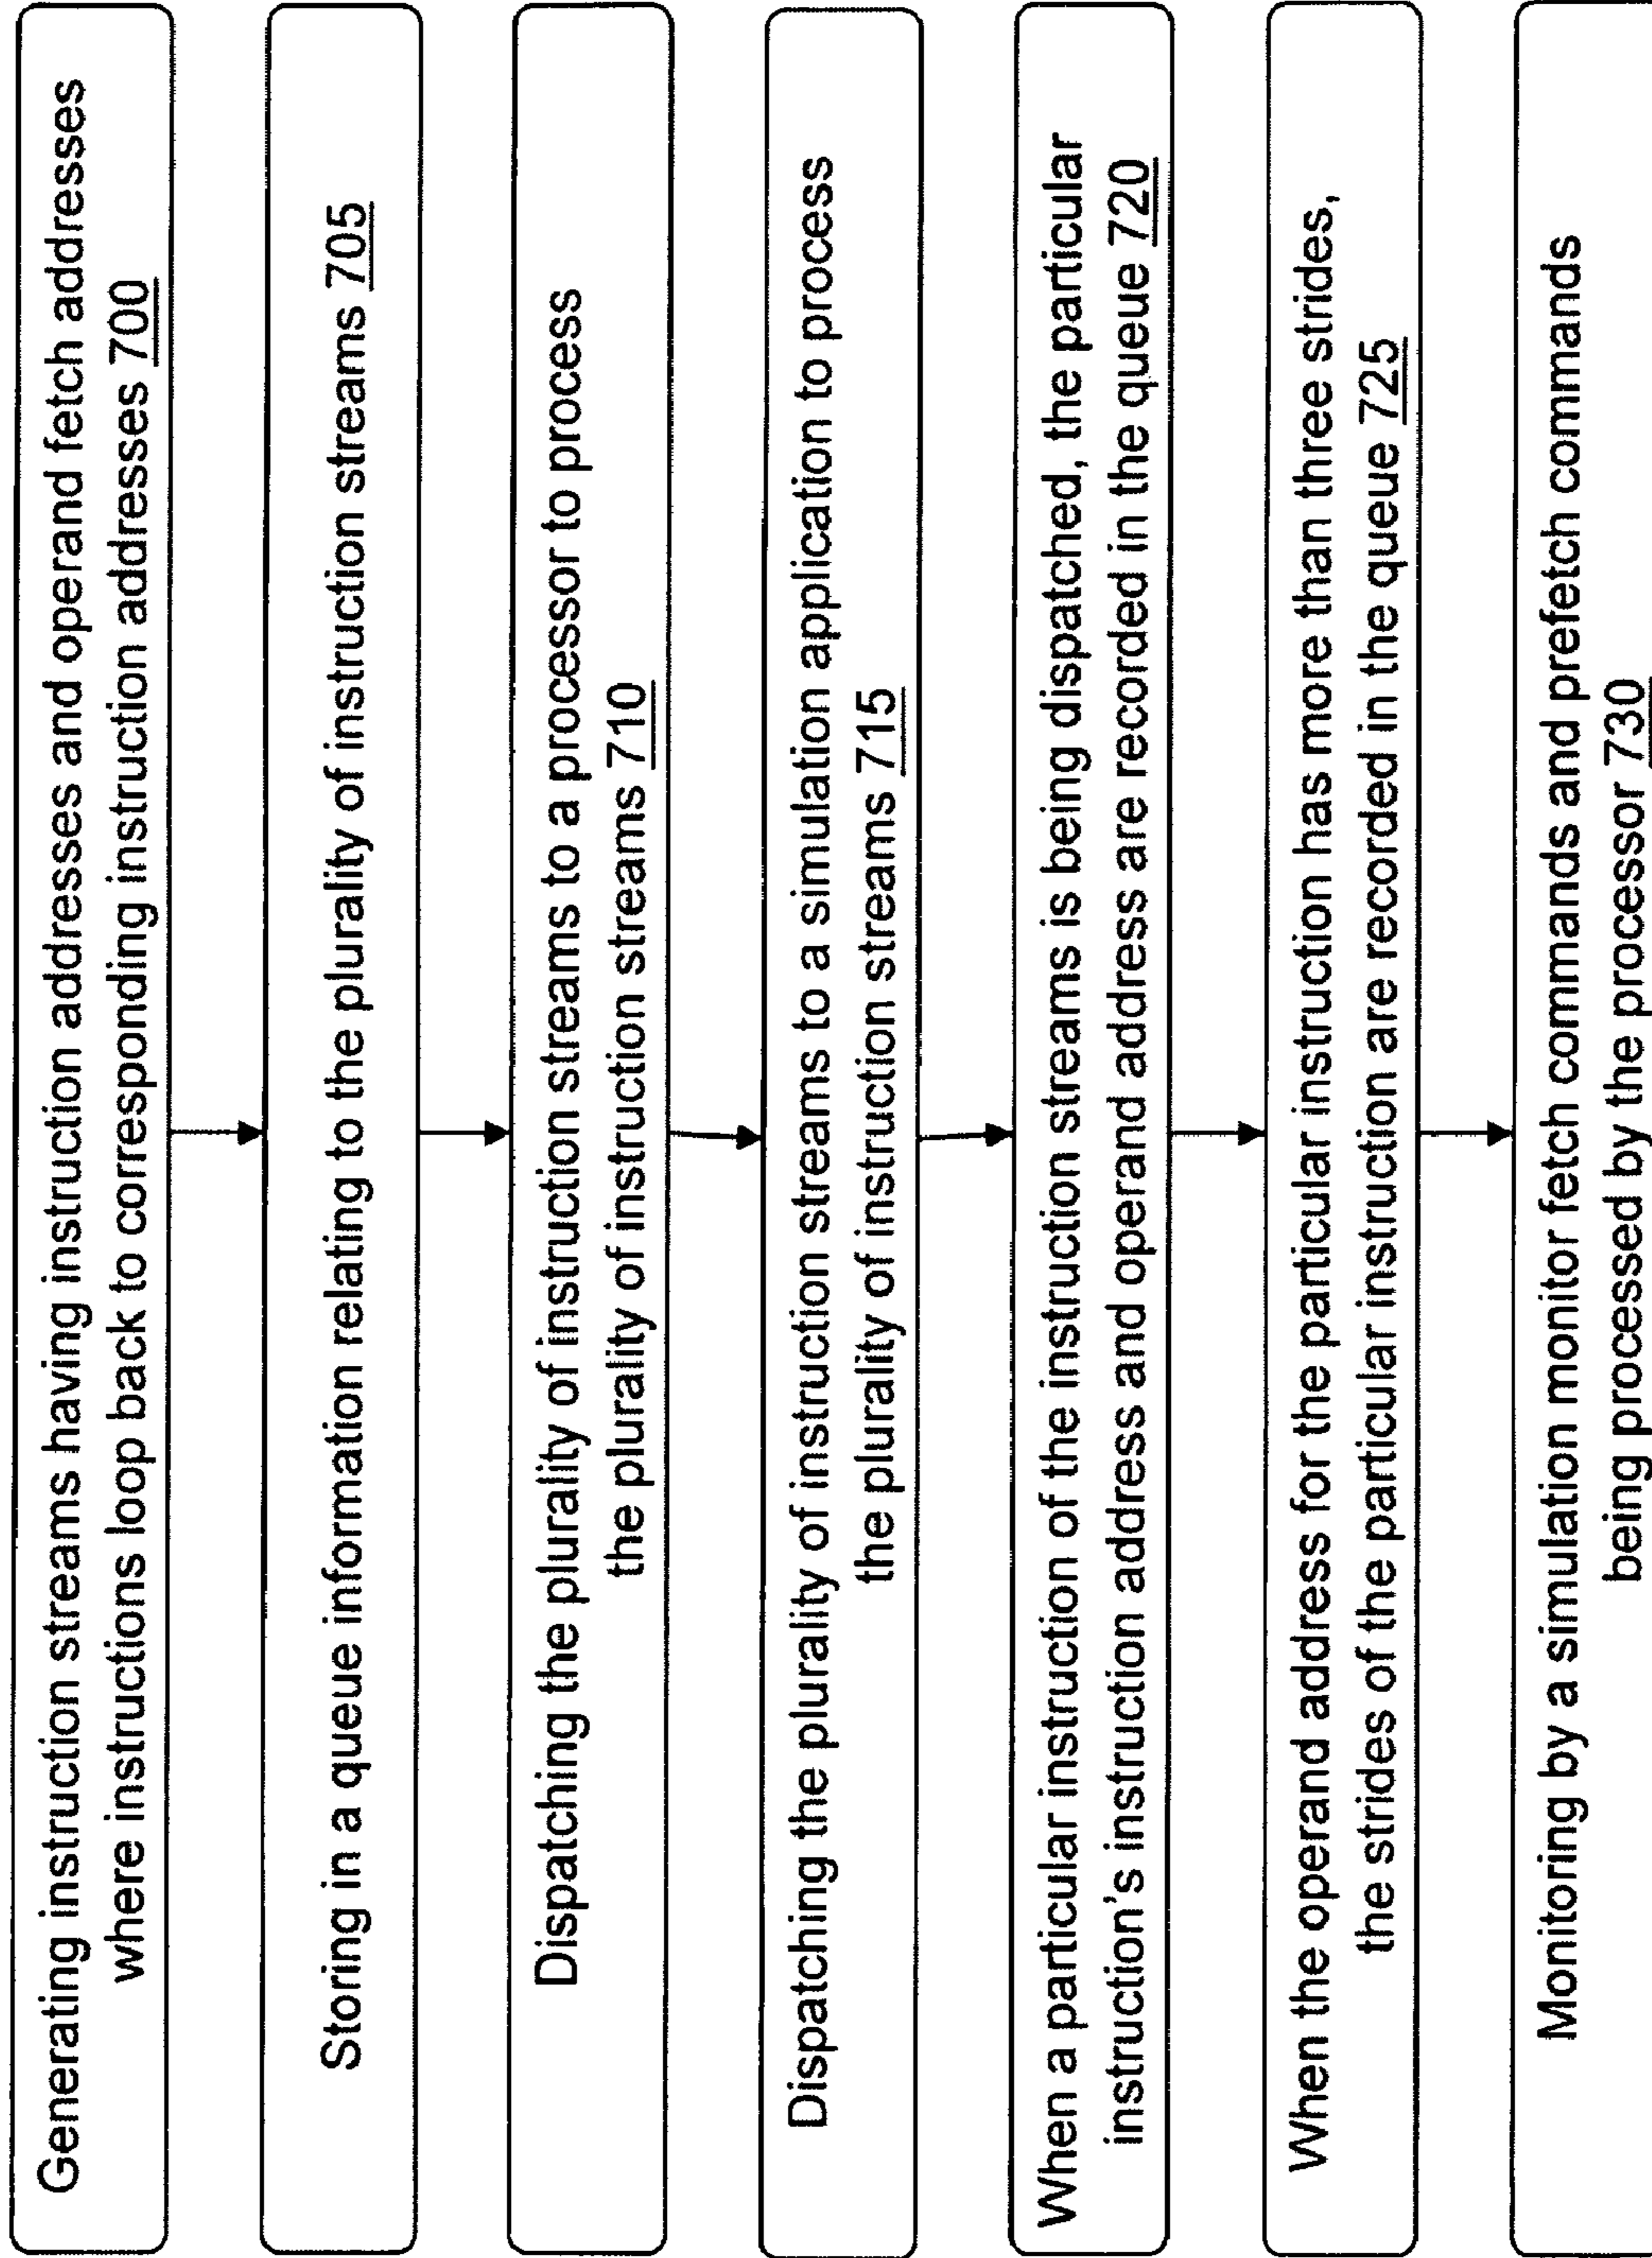 Generating instruction streams having instruction addresses and operand fetch addresses
where instructions loop back to corresponding instruction addresses 700
Storing in a queue information relating to the plurality of instruction streams 705
Dispatching the plurality of instruction streams to a processor to process
the plurality of instruction streams 710
Dispatching the plurality of instruction streams to a simulation application to process
the plurality of instruction streams 715
When a particular instruction of the instruction streams is being dispatched, the particular
instruction's instruction address and operand address are recorded in the queue 720
When the operand address for the particular instruction has more than three strides,
the strides of the particular instruction are recorded in the queue 725
Monitoring by a simulation monitor fetch commands and prefetch commands
being processed by the processor 730